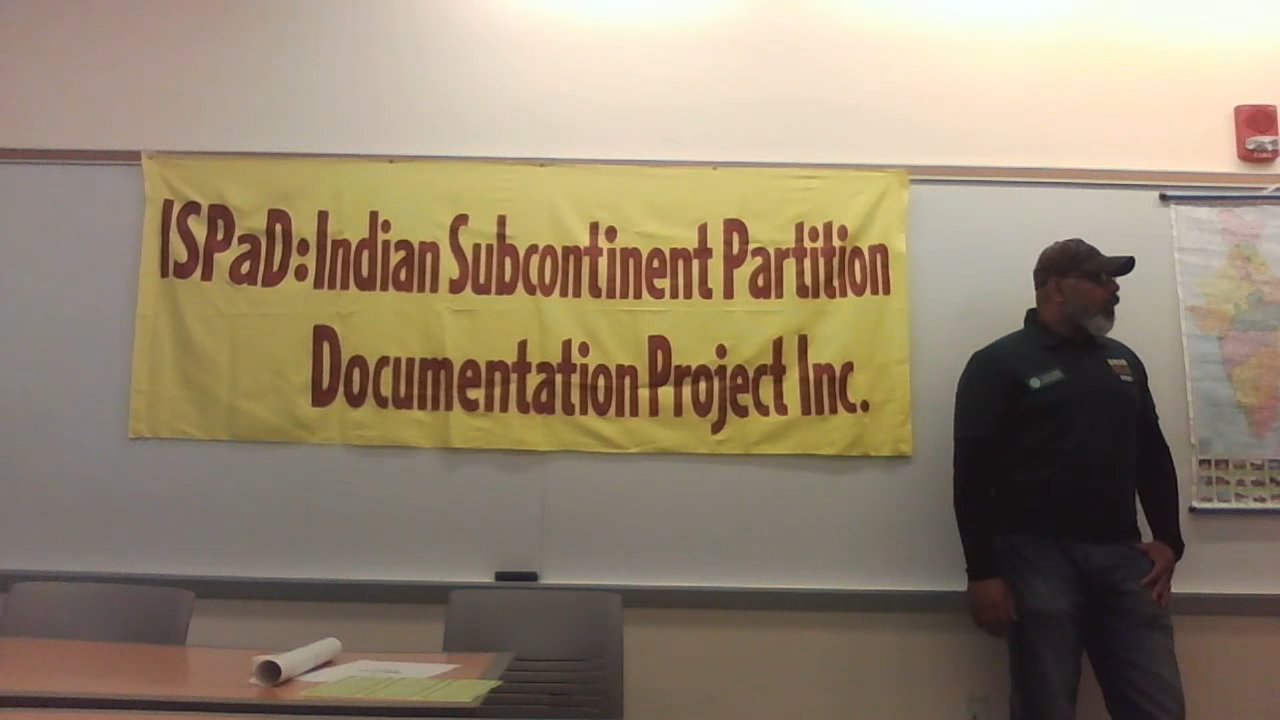 ISPaD: Indian Subcontinent Partition
Documentation Project Inc.